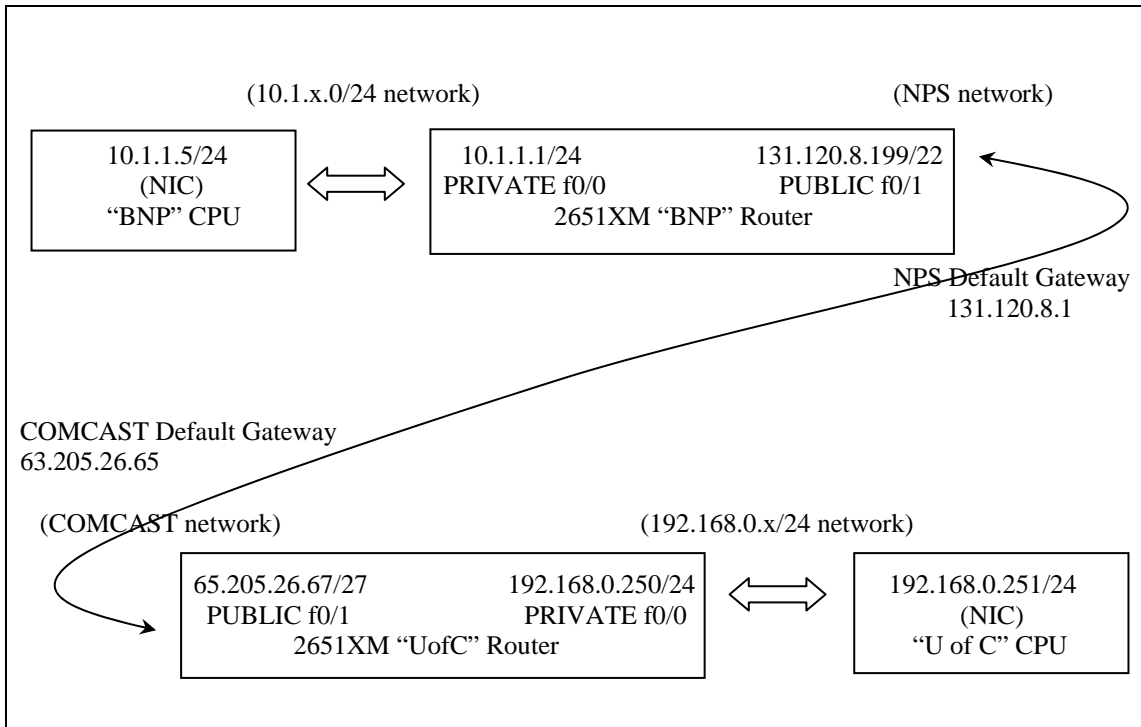 (10.1.x.0/24 network)
(NPS network)
10.1.1.5/24
(NIC)
“BNP” CPU
10.1.1.1/24 131.120.8.199/22
PRIVATE f0/0 PUBLIC f0/1
2651XM “BNP” Router
NPS Default Gateway
131.120.8.1
COMCAST Default Gateway
63.205.26.65
(COMCAST network)
(192.168.0.x/24 network)
65.205.26.67/27 192.168.0.250/24
PUBLIC f0/1 PRIVATE f0/0
2651XM “UofC” Router
192.168.0.251/24
(NIC)
“U of C” CPU